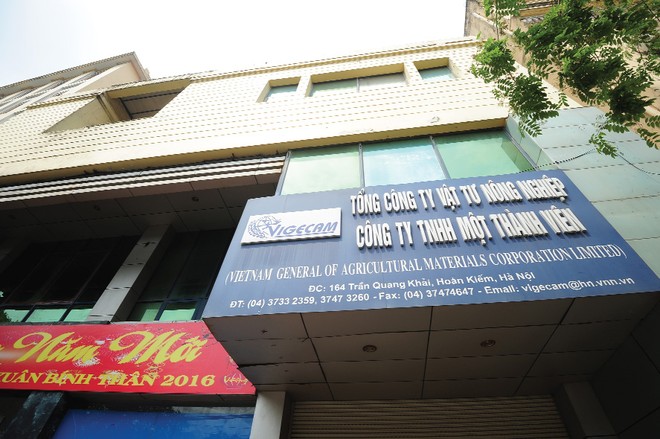 VIGECAM
TỔNG CÔNG TY VẬT TƯ NÔNG NGHIỆP
CÔNG TY TNHH MỘT THÀNH VIÊN
(VIETNAM GENERAL OF AGRICULTURAL MATERIALS CORPORATION LIMITED)
ĐC: 164 Trần Quang Khải, Hoàn Kiếm, Hà Nội
ĐT: (04) 3733 2359, 3747 3260 - Fax: (04) 37474647 - Email: vigecam@hn.vnn.vn
Năm Mới
XUÂN BÍNH THÂN 2016